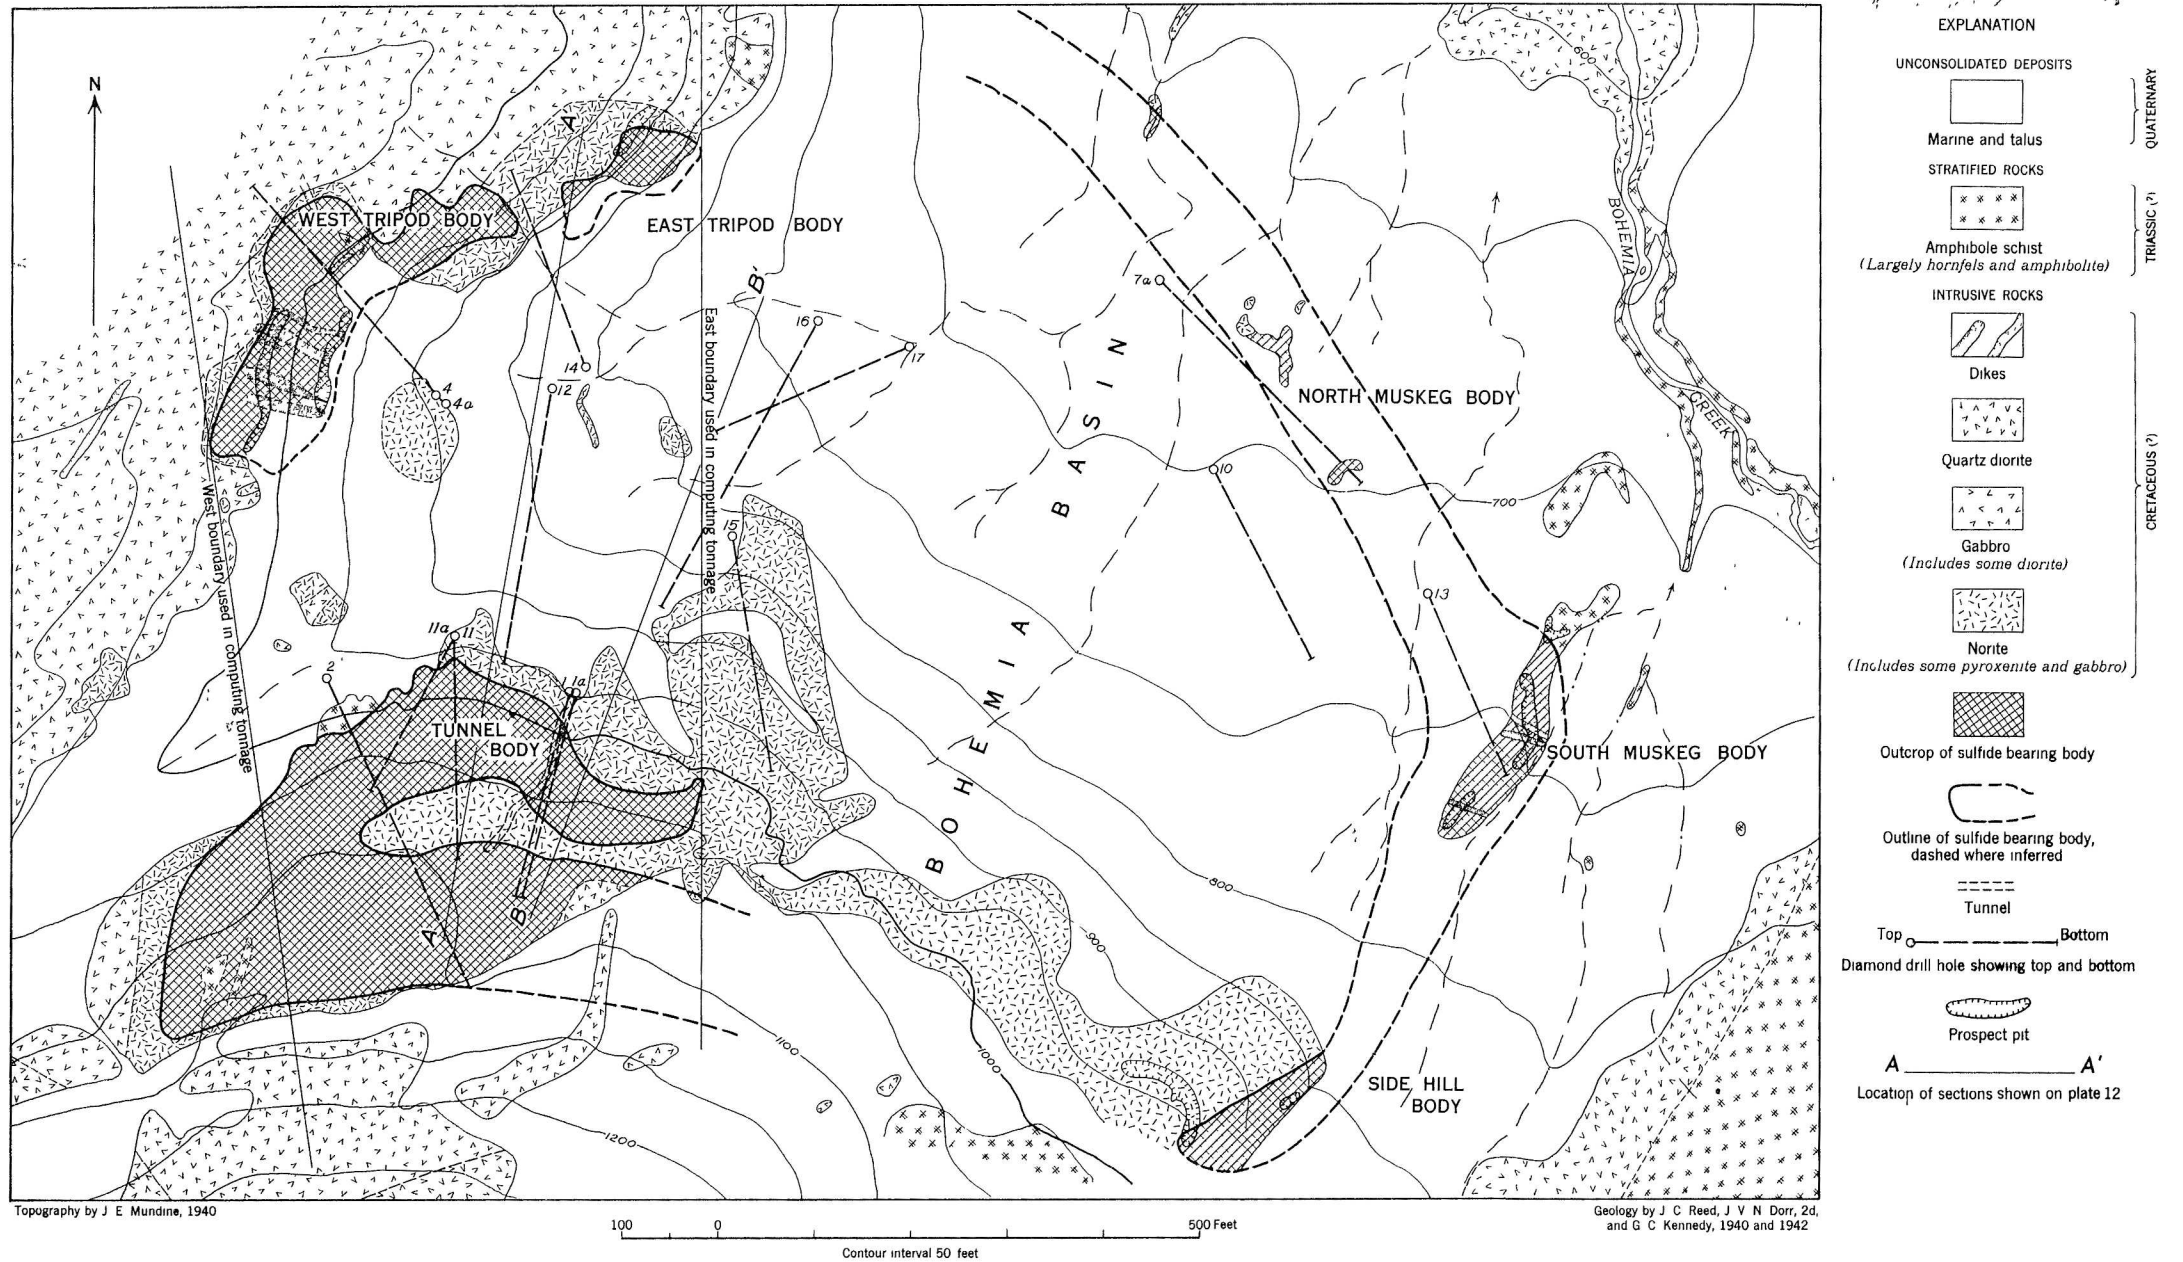 N
A
WEST TRIPOD BODY
EAST TRIPOD BODY
B'
East boundary used in computing tonnage
West boundary used in computing tonnage
4
4a
14
12
16
17
15
7a
10
13
11a
11
2
1
1a
TUNNEL
BODY
B
A
NORTH MUSKEG BODY
SOUTH MUSKEG BODY
SIDE HILL
BODY
BOHEMIA BASIN
BOHEMIA
CREEK
600
700
800
900
1000
1100
1200
Topography by J E Mundine, 1940
100 0 500 Feet
Contour interval 50 feet
Geology by J C Reed, J V N Dorr, 2d,
and G C Kennedy, 1940 and 1942
EXPLANATION
UNCONSOLIDATED DEPOSITS
Marine and talus
QUATERNARY
STRATIFIED ROCKS
Amphibole schist
(Largely hornfels and amphibolite)
TRIASSIC (?)
INTRUSIVE ROCKS
Dikes
Quartz diorite
Gabbro
(Includes some diorite)
Norite
(Includes some pyroxenite and gabbro)
CRETACEOUS (?)
Outcrop of sulfide bearing body
Outline of sulfide bearing body,
dashed where inferred
Tunnel
Top Bottom
Diamond drill hole showing top and bottom
Prospect pit
A A'
Location of sections shown on plate 12